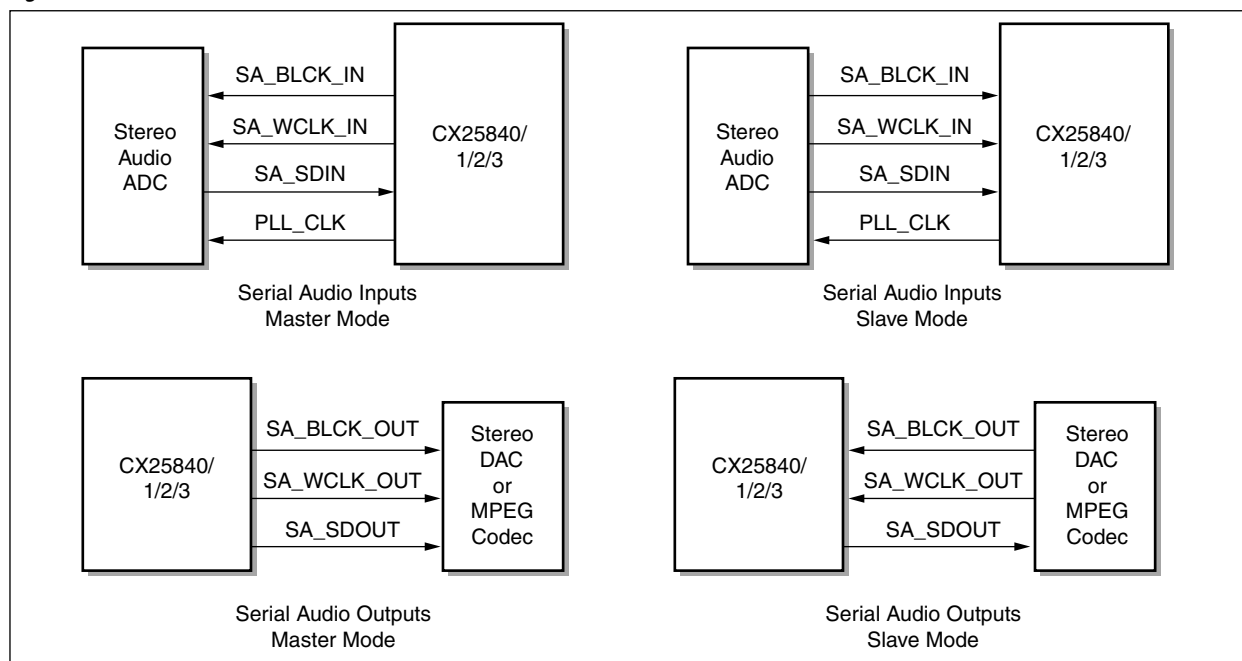 Stereo
Audio
ADC
SA_BLCK_IN
SA_WCLK_IN
SA_SDIN
PLL_CLK
CX25840/
1/2/3
Serial Audio Inputs
Master Mode
Stereo
Audio
ADC
SA_BLCK_IN
SA_WCLK_IN
SA_SDIN
PLL_CLK
CX25840/
1/2/3
Serial Audio Inputs
Slave Mode
CX25840/
1/2/3
SA_BLCK_OUT
SA_WCLK_OUT
SA_SDOUT
Stereo
DAC
or
MPEG
Codec
Serial Audio Outputs
Master Mode
CX25840/
1/2/3
SA_BLCK_OUT
SA_WCLK_OUT
SA_SDOUT
Stereo
DAC
or
MPEG
Codec
Serial Audio Outputs
Slave Mode